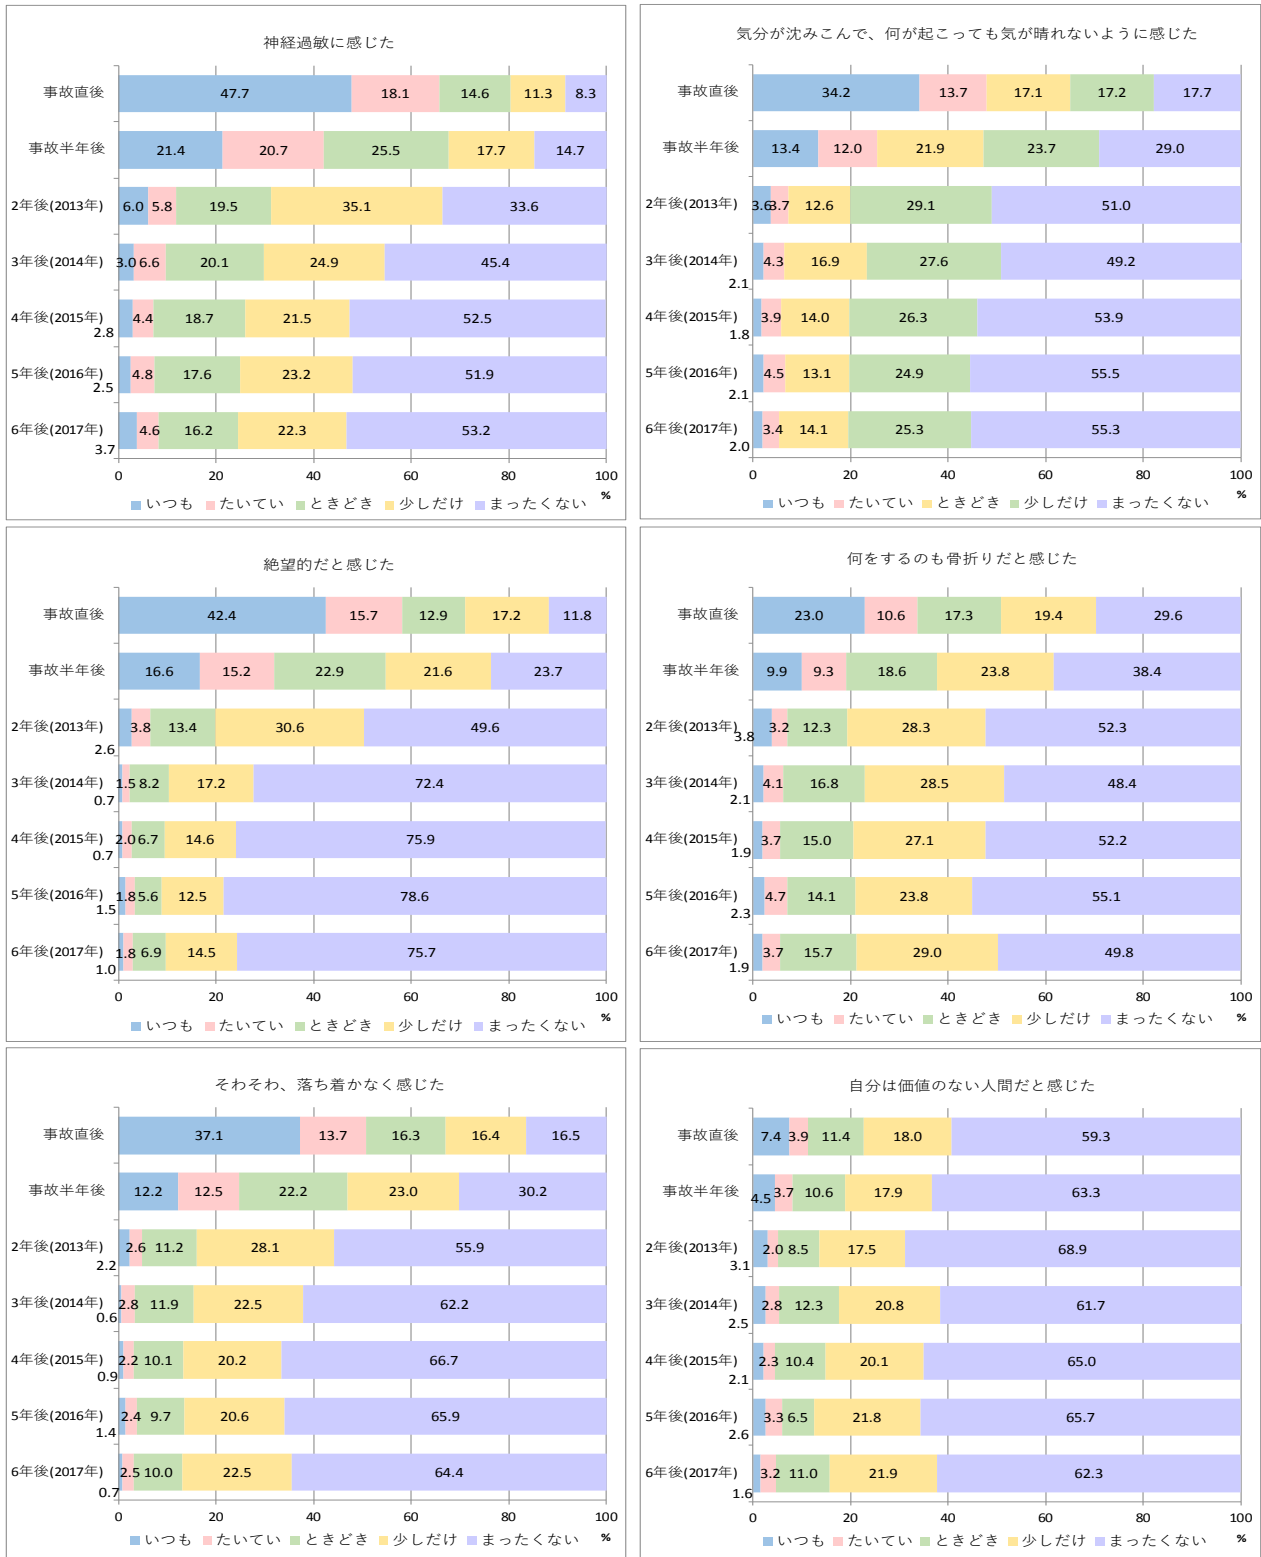 神経過敏に感じた
事故直後 47.7 18.1 14.6 11.3 8.3
事故半年後 21.4 20.7 25.5 17.7 14.7
2年後(2013年) 6.0 5.8 19.5 35.1 33.6
3年後(2014年) 3.0 6.6 20.1 24.9 45.4
4年後(2015年) 2.8 4.4 18.7 21.5 52.5
5年後(2016年) 2.5 4.8 17.6 23.2 51.9
6年後(2017年) 3.7 4.6 16.2 22.3 53.2
0 20 40 60 80 100
%
いつも たいてい ときどき 少しだけ まったくない
気分が沈みこんで、何が起こっても気が晴れないように感じた
事故直後 34.2 13.7 17.1 17.2 17.7
事故半年後 13.4 12.0 21.9 23.7 29.0
2年後(2013年) 3.6 3.7 12.6 29.1 51.0
3年後(2014年) 2.1 4.3 16.9 27.6 49.2
4年後(2015年) 1.8 3.9 14.0 26.3 53.9
5年後(2016年) 2.1 4.5 13.1 24.9 55.5
6年後(2017年) 2.0 3.4 14.1 25.3 55.3
0 20 40 60 80 100
%
いつも たいてい ときどき 少しだけ まったくない
絶望的だと感じた
事故直後 42.4 15.7 12.9 17.2 11.8
事故半年後 16.6 15.2 22.9 21.6 23.7
2年後(2013年) 2.6 3.8 13.4 30.6 49.6
3年後(2014年) 0.7 1.5 8.2 17.2 72.4
4年後(2015年) 0.7 2.0 6.7 14.6 75.9
5年後(2016年) 1.5 1.8 5.6 12.5 78.6
6年後(2017年) 1.0 1.8 6.9 14.5 75.7
0 20 40 60 80 100
%
いつも たいてい ときどき 少しだけ まったくない
何をするのも骨折りだと感じた
事故直後 23.0 10.6 17.3 19.4 29.6
事故半年後 9.9 9.3 18.6 23.8 38.4
2年後(2013年) 3.8 3.2 12.3 28.3 52.3
3年後(2014年) 2.1 4.1 16.8 28.5 48.4
4年後(2015年) 1.9 3.7 15.0 27.1 52.2
5年後(2016年) 2.3 4.7 14.1 23.8 55.1
6年後(2017年) 1.9 3.7 15.7 29.0 49.8
0 20 40 60 80 100
%
いつも たいてい ときどき 少しだけ まったくない
そわそわ、落ち着かなく感じた
事故直後 37.1 13.7 16.3 16.4 16.5
事故半年後 12.2 12.5 22.2 23.0 30.2
2年後(2013年) 2.2 2.6 11.2 28.1 55.9
3年後(2014年) 0.6 2.8 11.9 22.5 62.2
4年後(2015年) 0.9 2.2 10.1 20.2 66.7
5年後(2016年) 1.4 2.4 9.7 20.6 65.9
6年後(2017年) 0.7 2.5 10.0 22.5 64.4
0 20 40 60 80 100
%
いつも たいてい ときどき 少しだけ まったくない
自分は価値のない人間だと感じた
事故直後 7.4 3.9 11.4 18.0 59.3
事故半年後 4.5 3.7 10.6 17.9 63.3
2年後(2013年) 3.1 2.0 8.5 17.5 68.9
3年後(2014年) 2.5 2.8 12.3 20.8 61.7
4年後(2015年) 2.1 2.3 10.4 20.1 65.0
5年後(2016年) 2.6 3.3 6.5 21.8 65.7
6年後(2017年) 1.6 3.2 11.0 21.9 62.3
0 20 40 60 80 100
%
いつも たいてい ときどき 少しだけ まったくない